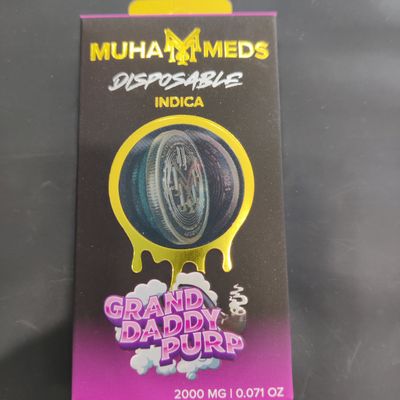 MUHA MEDS
DISPOSABLE
INDICA
GRAND
DADDY
PURP
2000 MG | 0.071 OZ